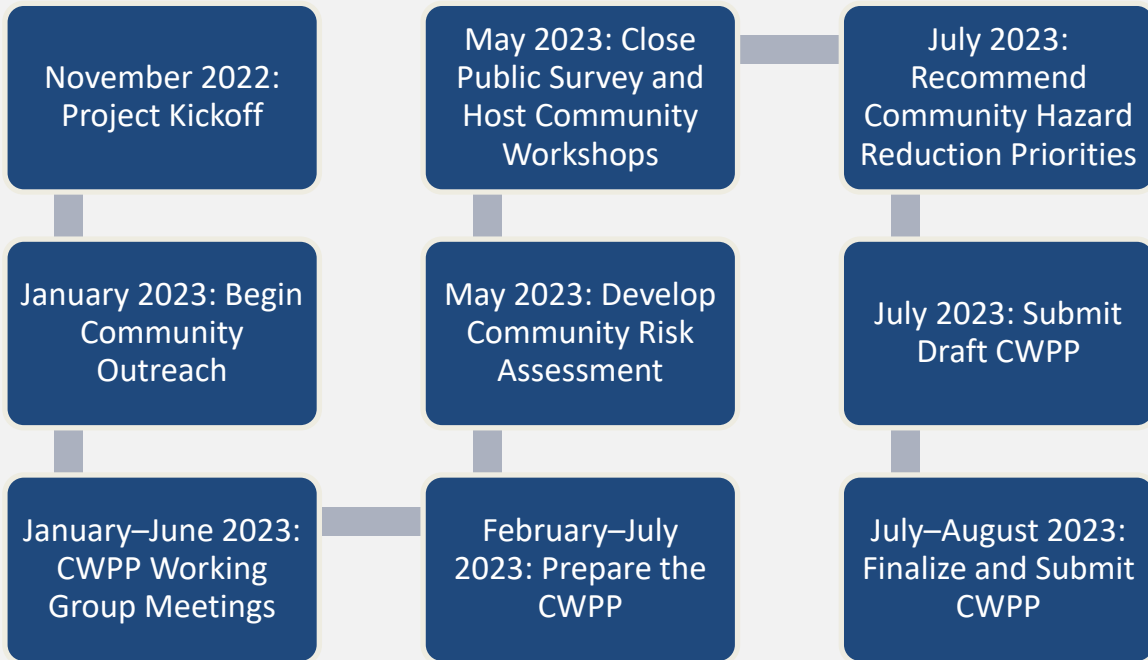 November 2022:
Project Kickoff
January 2023: Begin
Community
Outreach
January–June 2023:
CWPP Working
Group Meetings
February–July
2023: Prepare the
CWPP
May 2023: Develop
Community Risk
Assessment
May 2023: Close
Public Survey and
Host Community
Workshops
July 2023:
Recommend
Community Hazard
Reduction Priorities
July 2023: Submit
Draft CWPP
July–August 2023:
Finalize and Submit
CWPP